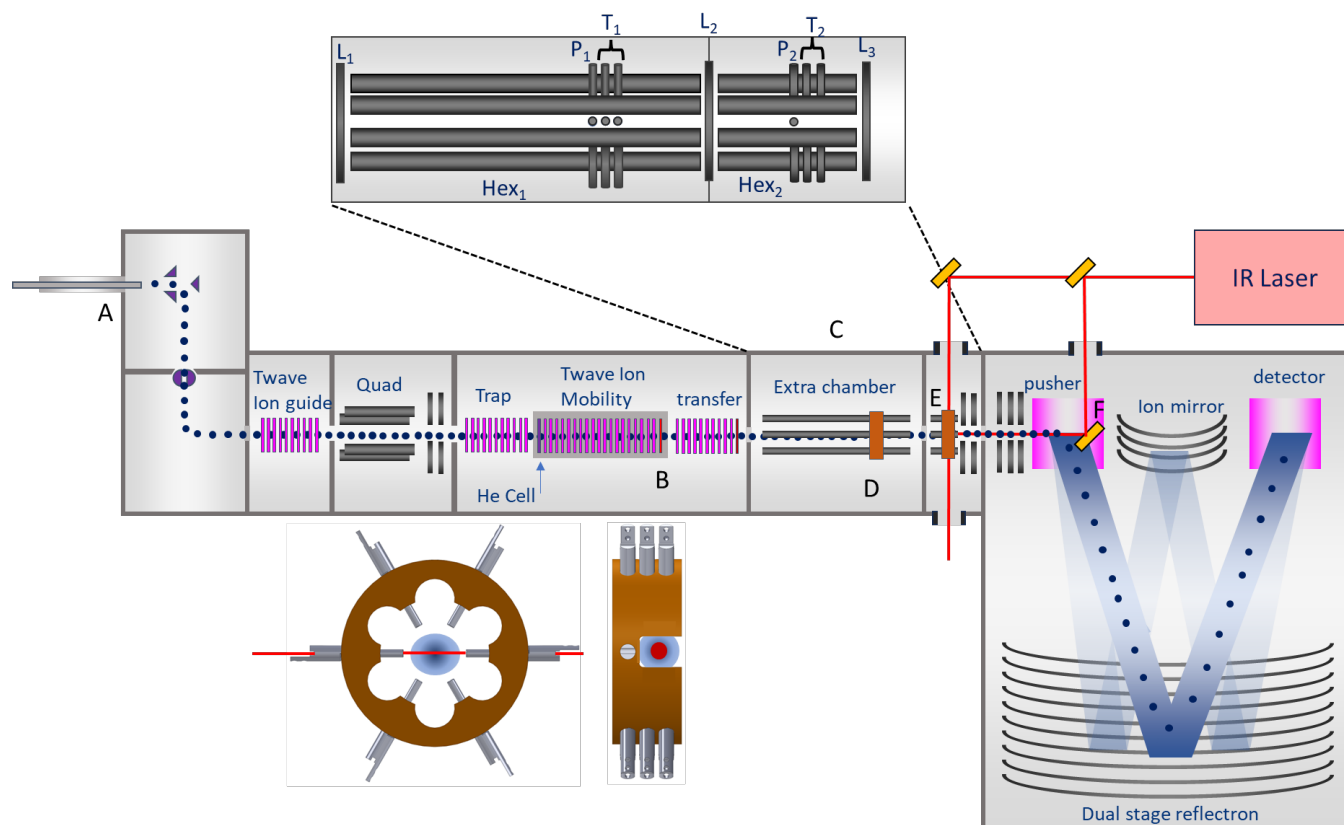 T₁
L₂
T₂
L₁
P₁
P₂
L₃
Hex₁
Hex₂
IR Laser
A
C
Twave
Ion guide
Quad
Trap
Twave Ion
Mobility
transfer
Extra chamber
E
pusher
Ion mirror
detector
F
He Cell
B
D
Dual stage reflectron